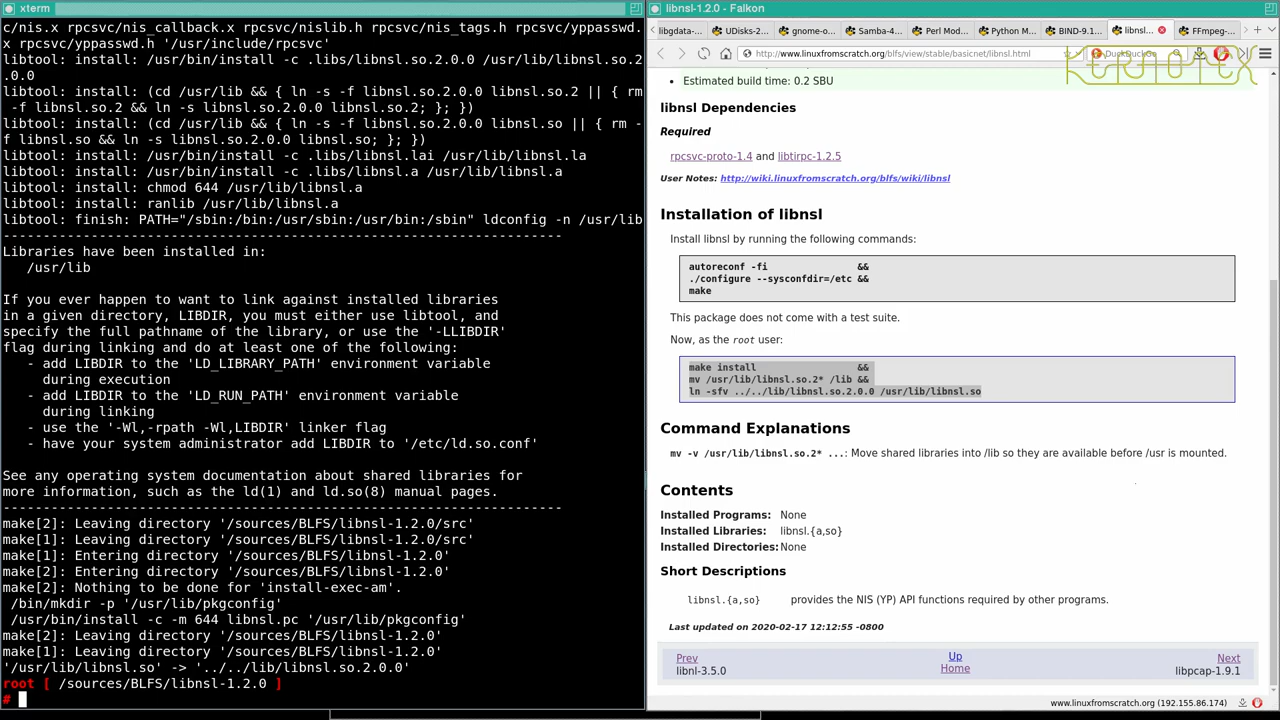 xterm
c/nis.x rpcsvc/nis_callback.x rpcsvc/nislib.h rpcsvc/nis_tags.h rpcsvc/yppasswd.
x rpcsvc/yppasswd.h '/usr/include/rpcsvc'
libtool: install: /usr/bin/install -c .libs/libnsl.so.2.0.0 /usr/lib/libnsl.so.2
.0.0
libtool: install: (cd /usr/lib && { ln -s -f libnsl.so.2.0.0 libnsl.so.2 || { rm
-f libnsl.so.2 && ln -s libnsl.so.2.0.0 libnsl.so.2; }; })
libtool: install: (cd /usr/lib && { ln -s -f libnsl.so.2.0.0 libnsl.so || { rm -
f libnsl.so && ln -s libnsl.so.2.0.0 libnsl.so; }; })
libtool: install: /usr/bin/install -c .libs/libnsl.lai /usr/lib/libnsl.la
libtool: install: /usr/bin/install -c .libs/libnsl.a /usr/lib/libnsl.a
libtool: install: chmod 644 /usr/lib/libnsl.a
libtool: install: ranlib /usr/lib/libnsl.a
libtool: finish: PATH="/sbin:/bin:/usr/sbin:/usr/bin:/sbin" ldconfig -n /usr/lib
----------------------------------------------------------------------
Libraries have been installed in:
/usr/lib
If you ever happen to want to link against installed libraries
in a given directory, LIBDIR, you must either use libtool, and
specify the full pathname of the library, or use the '-LLIBDIR'
flag during linking and do at least one of the following:
- add LIBDIR to the 'LD_LIBRARY_PATH' environment variable
during execution
- add LIBDIR to the 'LD_RUN_PATH' environment variable
during linking
- use the '-Wl,-rpath -Wl,LIBDIR' linker flag
- have your system administrator add LIBDIR to '/etc/ld.so.conf'
See any operating system documentation about shared libraries for
more information, such as the ld(1) and ld.so(8) manual pages.
----------------------------------------------------------------------
make[2]: Leaving directory '/sources/BLFS/libnsl-1.2.0/src'
make[1]: Leaving directory '/sources/BLFS/libnsl-1.2.0/src'
make[1]: Entering directory '/sources/BLFS/libnsl-1.2.0'
make[2]: Entering directory '/sources/BLFS/libnsl-1.2.0'
make[2]: Nothing to be done for 'install-exec-am'.
/bin/mkdir -p '/usr/lib/pkgconfig'
/usr/bin/install -c -m 644 libnsl.pc '/usr/lib/pkgconfig'
make[2]: Leaving directory '/sources/BLFS/libnsl-1.2.0'
make[1]: Leaving directory '/sources/BLFS/libnsl-1.2.0'
'/usr/lib/libnsl.so' -> '../../lib/libnsl.so.2.0.0'
root [ /sources/BLFS/libnsl-1.2.0 ]
#
libnsl-1.2.0 - Falkon
libgdata-... UDisks-2... gnome-o... Samba-4... Perl Mod... Python M... BIND-9.1... libnsl... FFmpeg-...
http://www.linuxfromscratch.org/blfs/view/stable/basicnet/libnsl.html DuckDuckGo
KERNOTEX
• Estimated build time: 0.2 SBU
libnsl Dependencies
Required
rpcsvc-proto-1.4 and libtirpc-1.2.5
User Notes: http://wiki.linuxfromscratch.org/blfs/wiki/libnsl
Installation of libnsl
Install libnsl by running the following commands:
autoreconf -fi &&
./configure --sysconfdir=/etc &&
make
This package does not come with a test suite.
Now, as the root user:
make install &&
mv /usr/lib/libnsl.so.2* /lib &&
ln -sfv ../../lib/libnsl.so.2.0.0 /usr/lib/libnsl.so
Command Explanations
mv -v /usr/lib/libnsl.so.2* ...: Move shared libraries into /lib so they are available before /usr is mounted.
Contents
Installed Programs: None
Installed Libraries: libnsl.{a,so}
Installed Directories: None
Short Descriptions
libnsl.{a,so} provides the NIS (YP) API functions required by other programs.
Last updated on 2020-02-17 12:12:55 -0800
Prev Up Next
libnl-3.5.0 Home libpcap-1.9.1
www.linuxfromscratch.org (192.155.86.174)